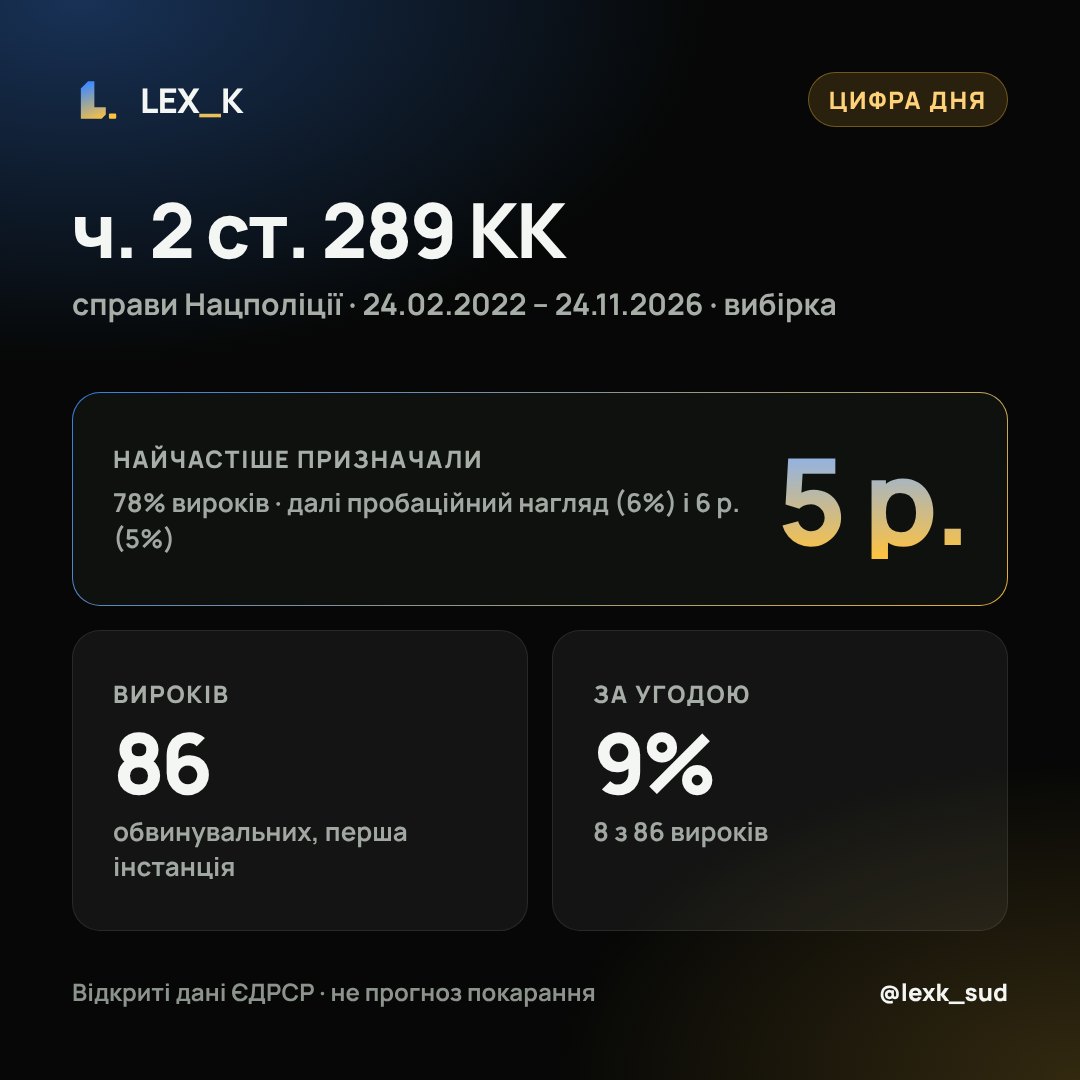 LEX_K
ЦИФРА ДНЯ
ч. 2 ст. 289 КК
справи Нацполіції · 24.02.2022 – 24.11.2026 · вибірка
НАЙЧАСТІШЕ ПРИЗНАЧАЛИ
78% вироків · далі пробаційний нагляд (6%) і 6 р.
(5%)
5 р.
ВИРОКІВ
86
обвинувальних, перша
інстанція
ЗА УГОДОЮ
9%
8 з 86 вироків
Відкриті дані ЄДРСР · не прогноз покарання
@lexk_sud